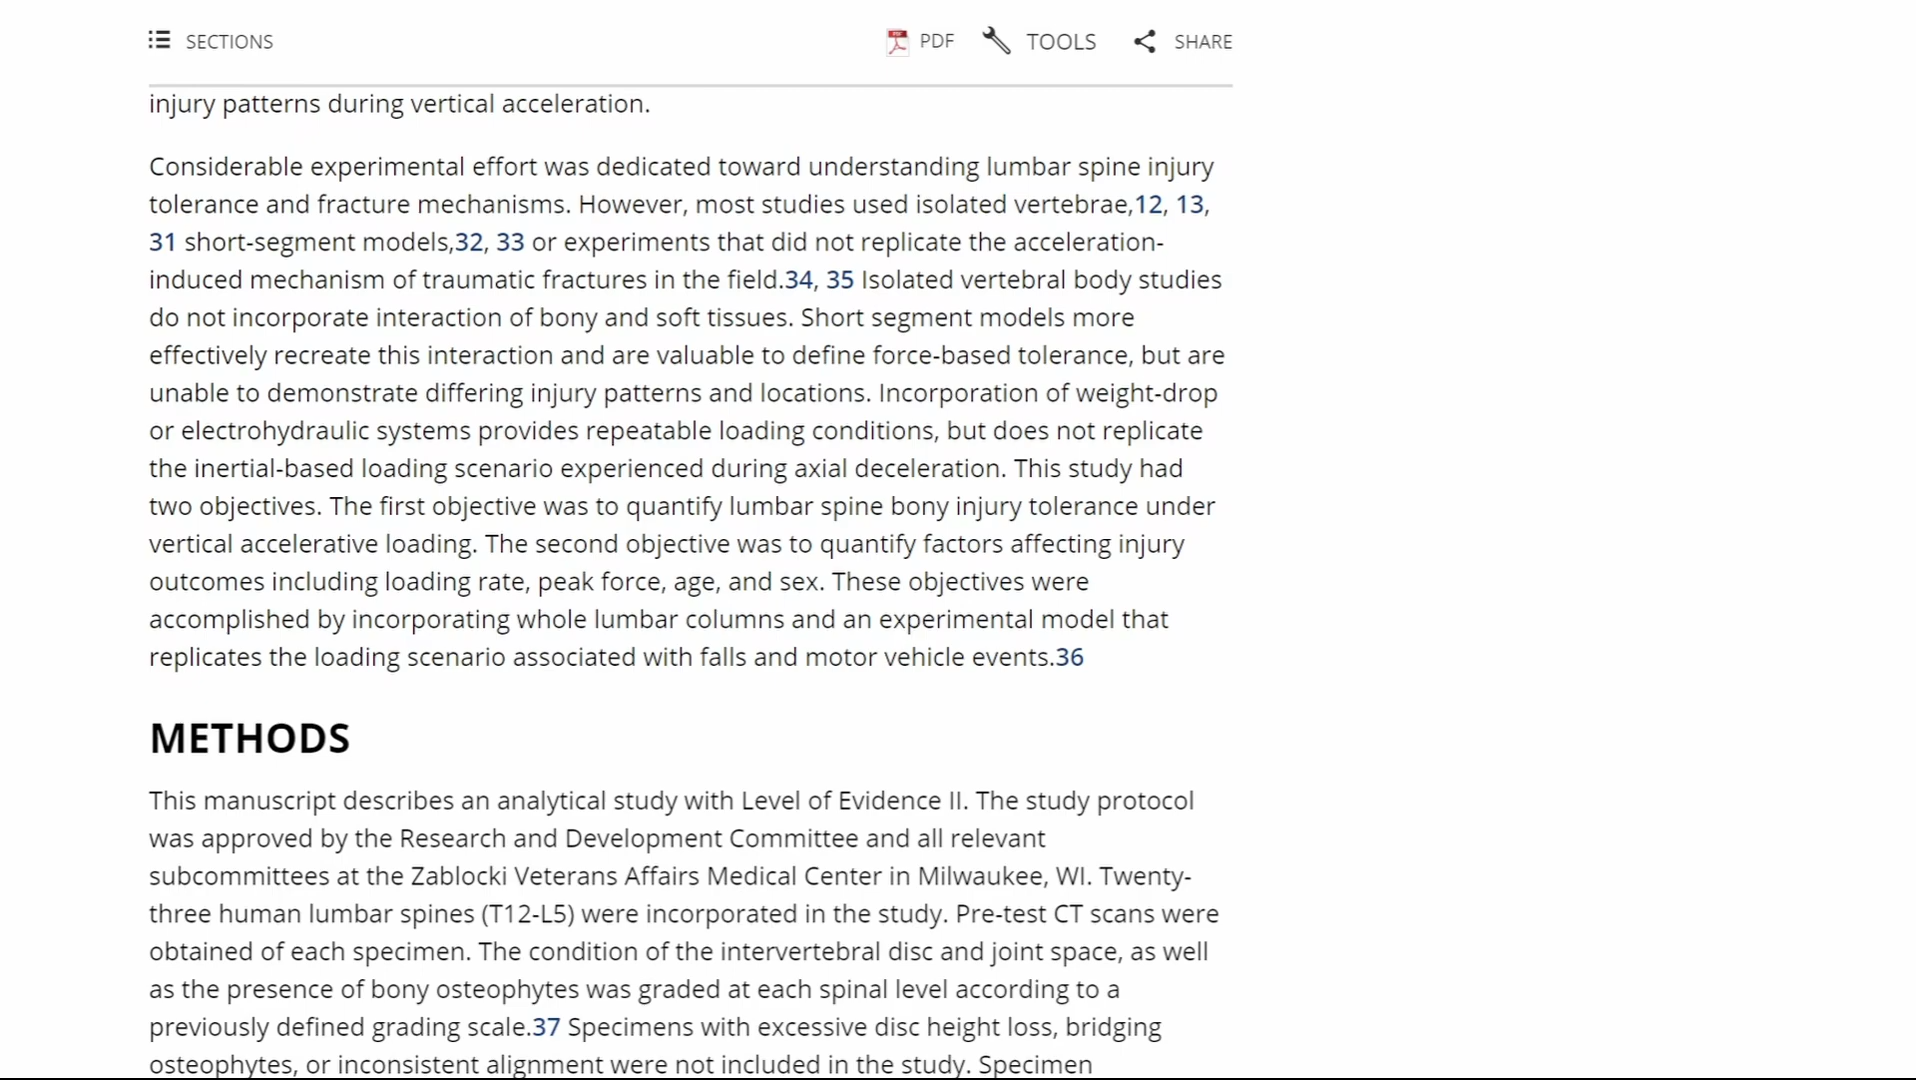 SECTIONS
PDF
TOOLS
SHARE
injury patterns during vertical acceleration.
Considerable experimental effort was dedicated toward understanding lumbar spine injury
tolerance and fracture mechanisms. However, most studies used isolated vertebrae,12, 13,
31 short-segment models,32, 33 or experiments that did not replicate the acceleration-
induced mechanism of traumatic fractures in the field.34, 35 Isolated vertebral body studies
do not incorporate interaction of bony and soft tissues. Short segment models more
effectively recreate this interaction and are valuable to define force-based tolerance, but are
unable to demonstrate differing injury patterns and locations. Incorporation of weight-drop
or electrohydraulic systems provides repeatable loading conditions, but does not replicate
the inertial-based loading scenario experienced during axial deceleration. This study had
two objectives. The first objective was to quantify lumbar spine bony injury tolerance under
vertical accelerative loading. The second objective was to quantify factors affecting injury
outcomes including loading rate, peak force, age, and sex. These objectives were
accomplished by incorporating whole lumbar columns and an experimental model that
replicates the loading scenario associated with falls and motor vehicle events.36
METHODS
This manuscript describes an analytical study with Level of Evidence II. The study protocol
was approved by the Research and Development Committee and all relevant
subcommittees at the Zablocki Veterans Affairs Medical Center in Milwaukee, WI. Twenty-
three human lumbar spines (T12-L5) were incorporated in the study. Pre-test CT scans were
obtained of each specimen. The condition of the intervertebral disc and joint space, as well
as the presence of bony osteophytes was graded at each spinal level according to a
previously defined grading scale.37 Specimens with excessive disc height loss, bridging
osteophytes, or inconsistent alignment were not included in the study. Specimen